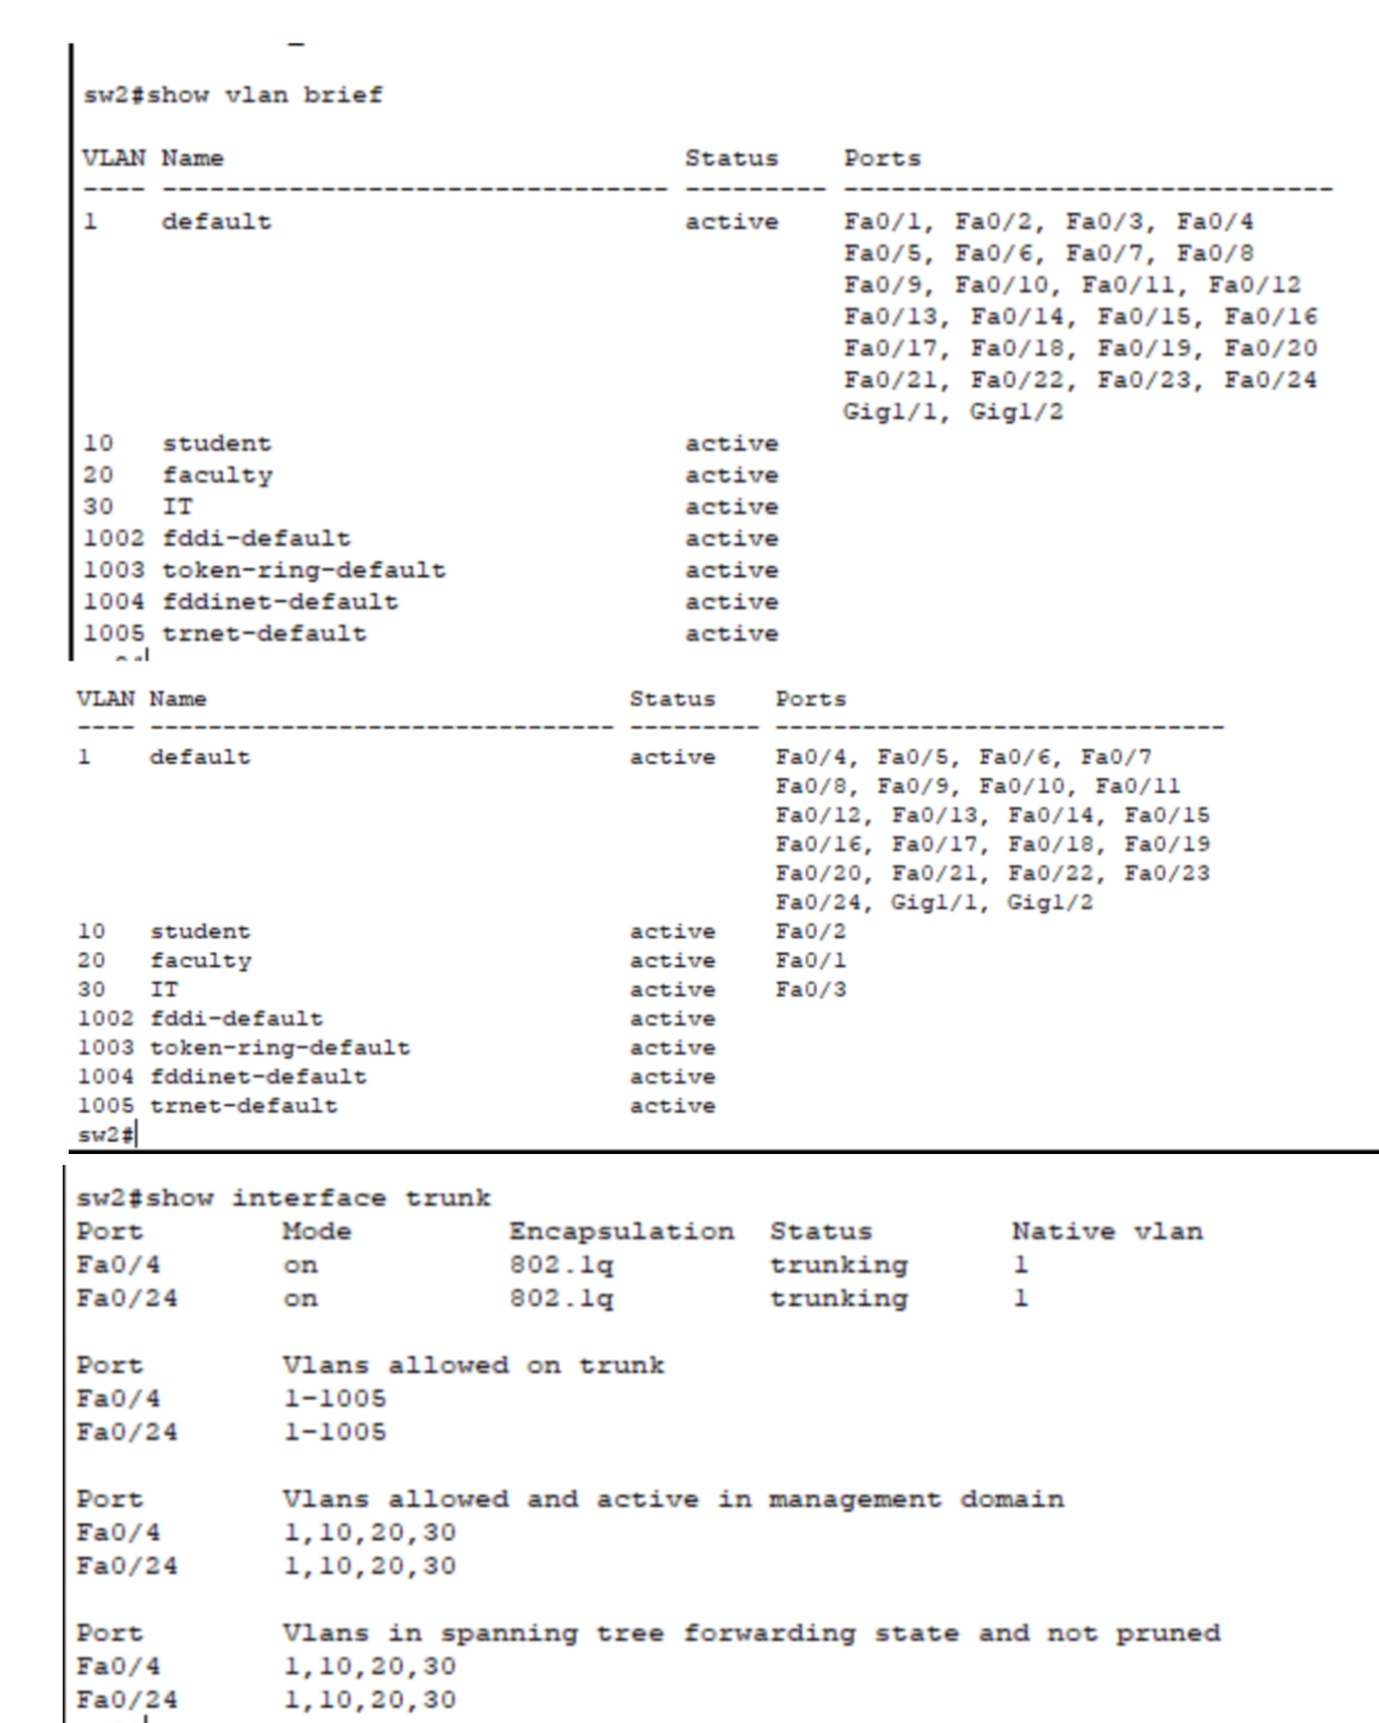 sw2#show vlan brief
VLAN Name                             Status    Ports
---- -------------------------------- --------- -------------------------------
1    default                          active    Fa0/1, Fa0/2, Fa0/3, Fa0/4
                                                Fa0/5, Fa0/6, Fa0/7, Fa0/8
                                                Fa0/9, Fa0/10, Fa0/11, Fa0/12
                                                Fa0/13, Fa0/14, Fa0/15, Fa0/16
                                                Fa0/17, Fa0/18, Fa0/19, Fa0/20
                                                Fa0/21, Fa0/22, Fa0/23, Fa0/24
                                                Gig1/1, Gig1/2
10   student                          active
20   faculty                          active
30   IT                               active
1002 fddi-default                     active
1003 token-ring-default               active
1004 fddinet-default                  active
1005 trnet-default                    active
VLAN Name                             Status    Ports
---- -------------------------------- --------- -------------------------------
1    default                          active    Fa0/4, Fa0/5, Fa0/6, Fa0/7
                                                Fa0/8, Fa0/9, Fa0/10, Fa0/11
                                                Fa0/12, Fa0/13, Fa0/14, Fa0/15
                                                Fa0/16, Fa0/17, Fa0/18, Fa0/19
                                                Fa0/20, Fa0/21, Fa0/22, Fa0/23
                                                Fa0/24, Gig1/1, Gig1/2
10   student                          active    Fa0/2
20   faculty                          active    Fa0/1
30   IT                               active    Fa0/3
1002 fddi-default                     active
1003 token-ring-default               active
1004 fddinet-default                  active
1005 trnet-default                    active
sw2#
sw2#show interface trunk
Port        Mode         Encapsulation  Status        Native vlan
Fa0/4       on           802.1q         trunking      1
Fa0/24      on           802.1q         trunking      1
Port        Vlans allowed on trunk
Fa0/4       1-1005
Fa0/24      1-1005
Port        Vlans allowed and active in management domain
Fa0/4       1,10,20,30
Fa0/24      1,10,20,30
Port        Vlans in spanning tree forwarding state and not pruned
Fa0/4       1,10,20,30
Fa0/24      1,10,20,30